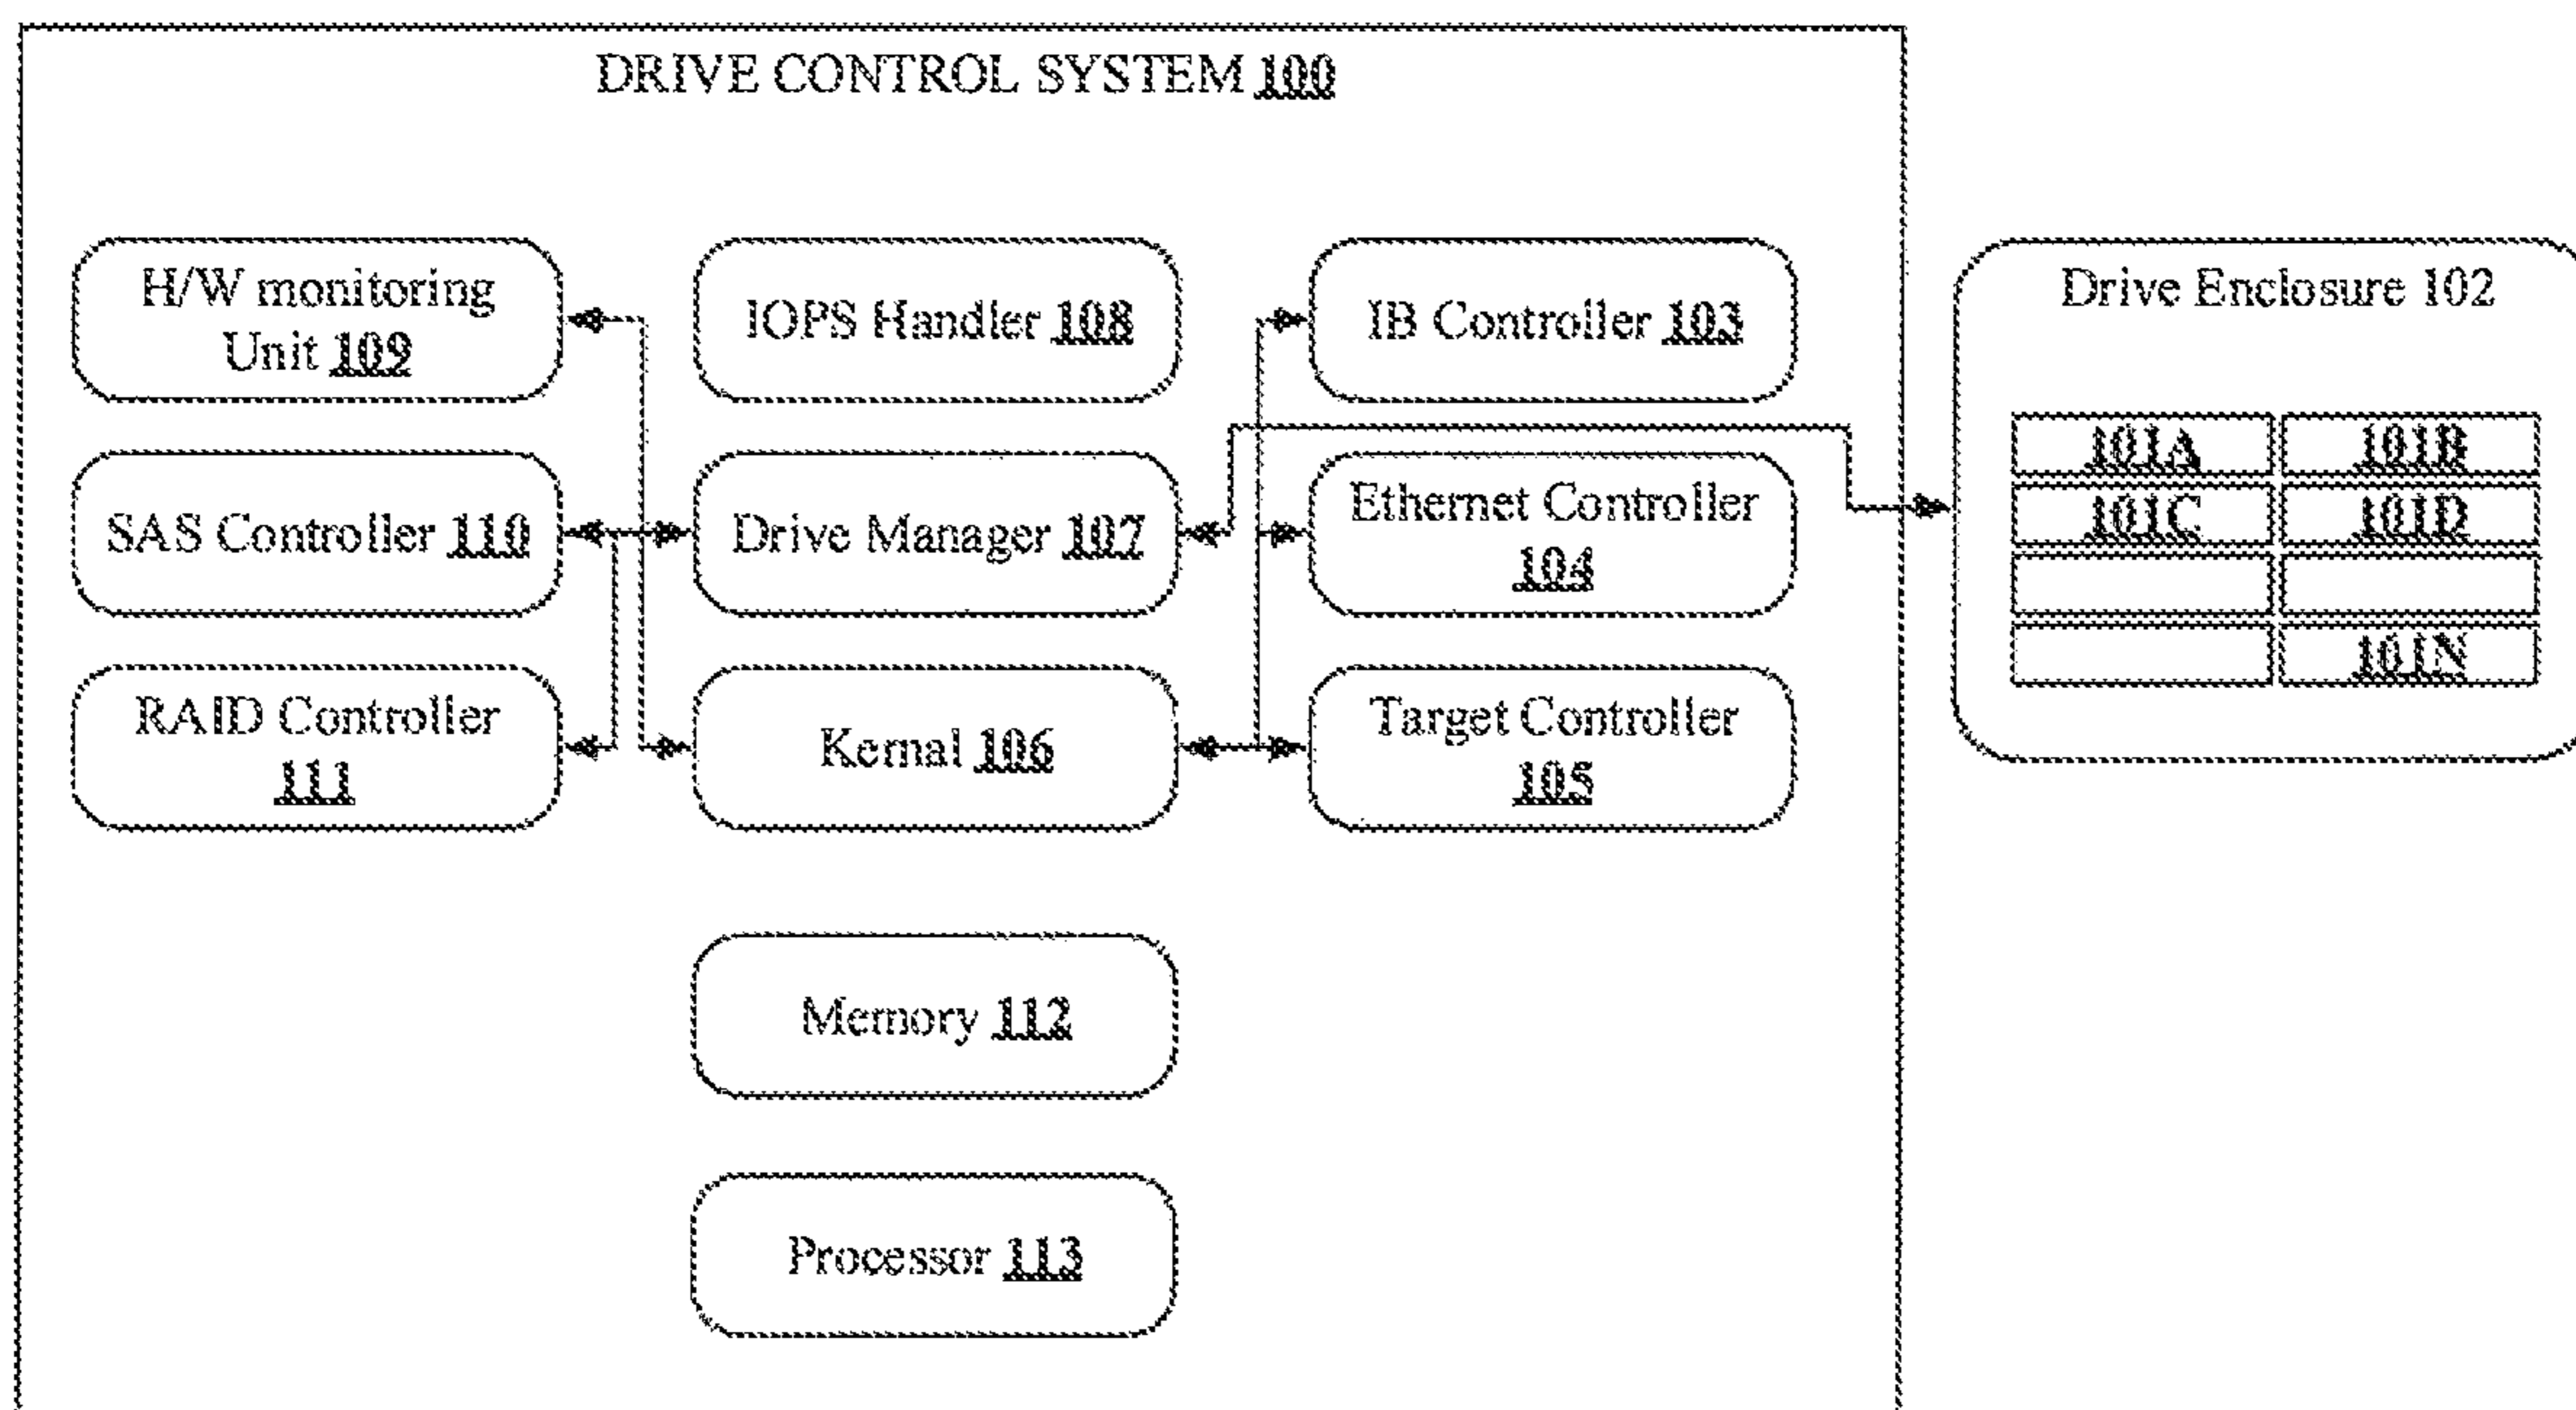 DRIVE CONTROL SYSTEM 100
H/W monitoring
Unit 109
IOPS Handler 108
IB Controller 103
Drive Enclosure 102
101A
101B
101C
101D
101N
SAS Controller 110
Drive Manager 107
Ethernet Controller
104
RAID Controller
111
Kernal 106
Target Controller
105
Memory 112
Processor 113